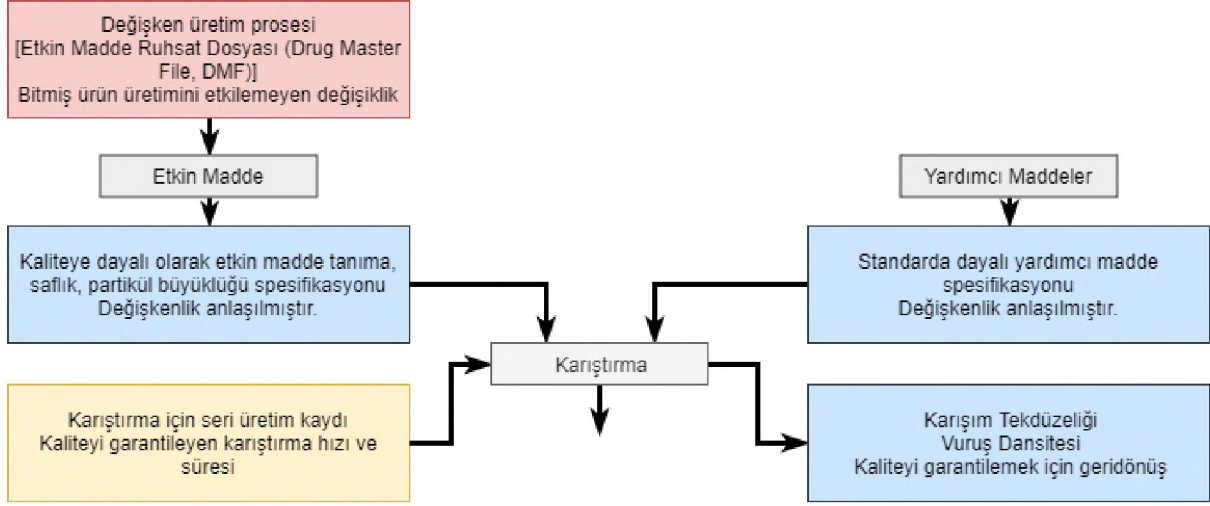 Değişken üretim prosesi
[Etkin Madde Ruhsat Dosyası (Drug Master
File, DMF)]
Bitmiş ürün üretimini etkilemeyen değişiklik
Etkin Madde
Yardımcı Maddeler
Kaliteye dayalı olarak etkin madde tanıma,
saflık, partikül büyüklüğü spesifikasyonu
Değişkenlik anlaşılmıştır.
Standarda dayalı yardımcı madde
spesifikasyonu
Değişkenlik anlaşılmıştır.
Karıştırma
Karıştırma için seri üretim kaydı
Kaliteyi garantileyen karıştırma hızı ve
süresi
Karışım Tekdüzeliği
Vuruş Dansitesi
Kaliteyi garantilemek için geridönüş